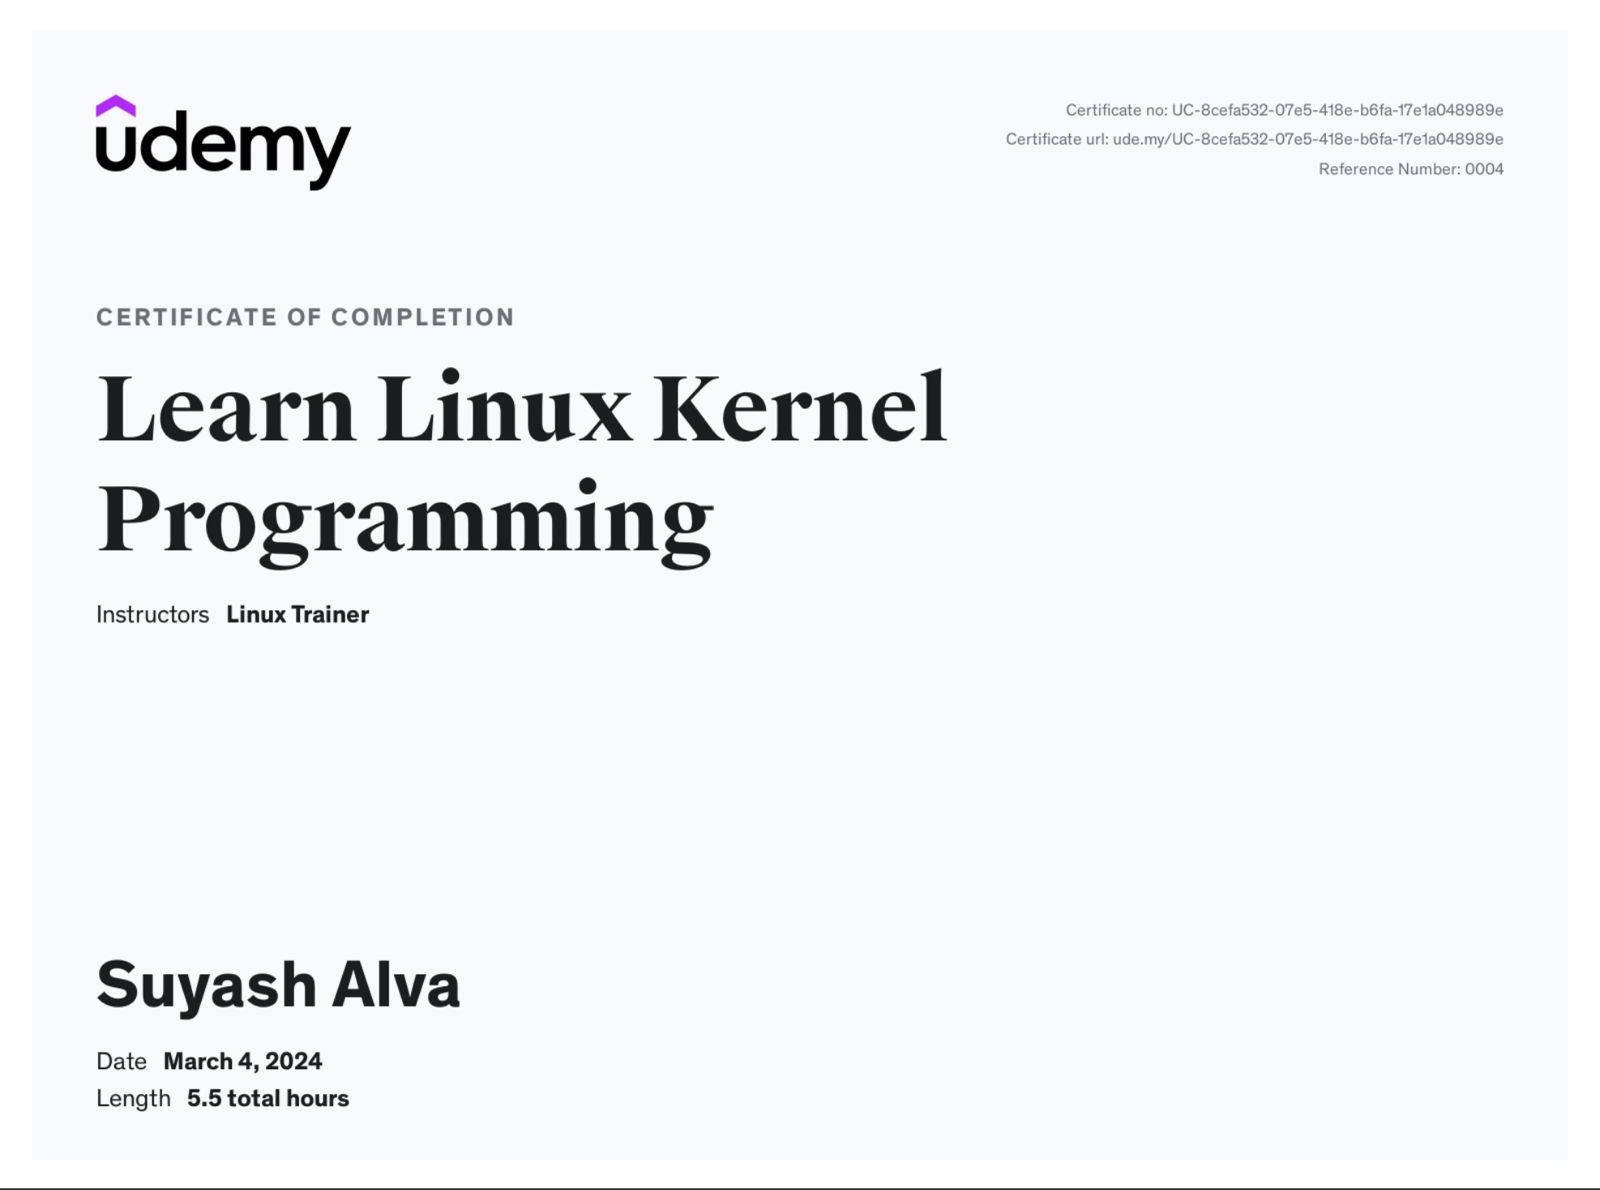 udemy
Certificate no: UC-8cefa532-07e5-418e-b6fa-17e1a048989e
Certificate url: ude.my/UC-8cefa532-07e5-418e-b6fa-17e1a048989e
Reference Number: 0004
CERTIFICATE OF COMPLETION
Learn Linux Kernel
Programming
Instructors Linux Trainer
Suyash Alva
Date March 4, 2024
Length 5.5 total hours